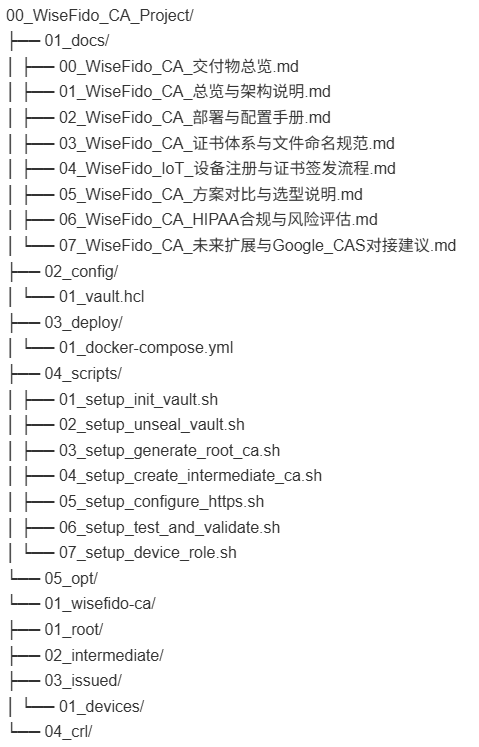 00_WiseFido_CA_Project/
├── 01_docs/
│ ├── 00_WiseFido_CA_交付物总览.md
│ ├── 01_WiseFido_CA_总览与架构说明.md
│ ├── 02_WiseFido_CA_部署与配置手册.md
│ ├── 03_WiseFido_CA_证书体系与文件命名规范.md
│ ├── 04_WiseFido_IoT_设备注册与证书签发流程.md
│ ├── 05_WiseFido_CA_方案对比与选型说明.md
│ ├── 06_WiseFido_CA_HIPAA合规与风险评估.md
│ └── 07_WiseFido_CA_未来扩展与Google_CAS对接建议.md
├── 02_config/
│ └── 01_vault.hcl
├── 03_deploy/
│ └── 01_docker-compose.yml
├── 04_scripts/
│ ├── 01_setup_init_vault.sh
│ ├── 02_setup_unseal_vault.sh
│ ├── 03_setup_generate_root_ca.sh
│ ├── 04_setup_create_intermediate_ca.sh
│ ├── 05_setup_configure_https.sh
│ ├── 06_setup_test_and_validate.sh
│ └── 07_setup_device_role.sh
└── 05_opt/
└── 01_wisefido-ca/
├── 01_root/
├── 02_intermediate/
├── 03_issued/
│ └── 01_devices/
└── 04_crl/